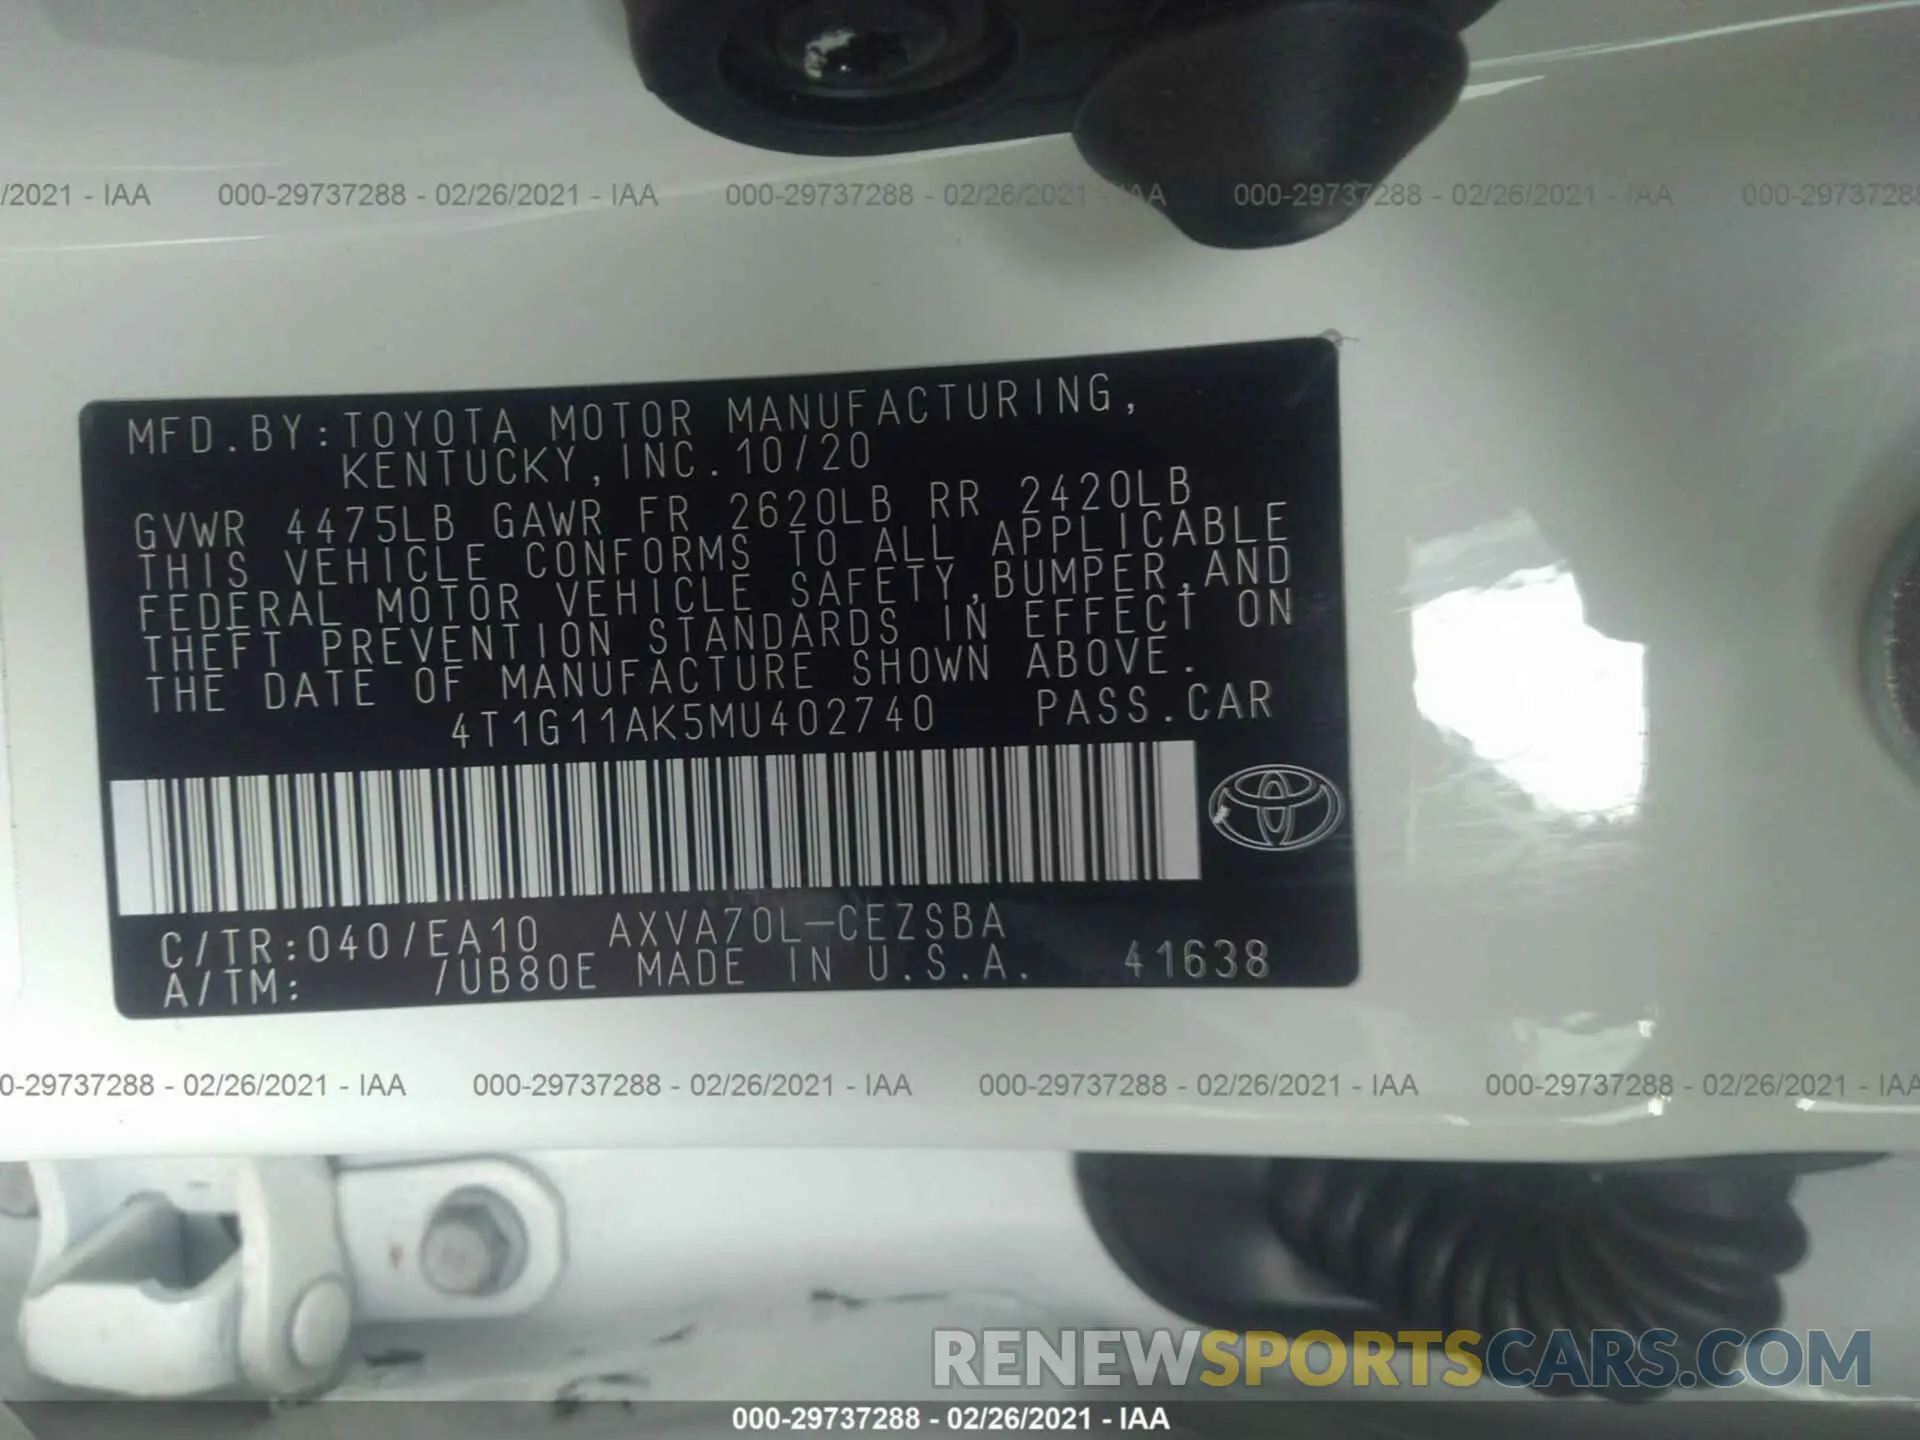 /2021 - IAA 000-29737288 - 02/26/2021 - IAA 000-29737288 - 02/26/2021 - IAA 000-29737288 - 02/26/2021 - IAA 000-2973728
MFD.BY:TOYOTA MOTOR MANUFACTURING,
KENTUCKY,INC.10/20
GVWR 4475LB GAWR FR 2620LB RR 2420LB
THIS VEHICLE CONFORMS TO ALL APPLICABLE
FEDERAL MOTOR VEHICLE SAFETY,BUMPER,AND
THEFT PREVENTION STANDARDS IN EFFECT ON
THE DATE OF MANUFACTURE SHOWN ABOVE.
4T1G11AK5MU402740 PASS.CAR
C/TR:040/EA10 AXVA70L-CEZSBA
A/TM: /UB80E MADE IN U.S.A. 41638
0-29737288 - 02/26/2021 - IAA 000-29737288 - 02/26/2021 - IAA 000-29737288 - 02/26/2021 - IAA 000-29737288 - 02/26/2021 - IAA
RENEWSPORTSCARS.COM
000-29737288 - 02/26/2021 - IAA